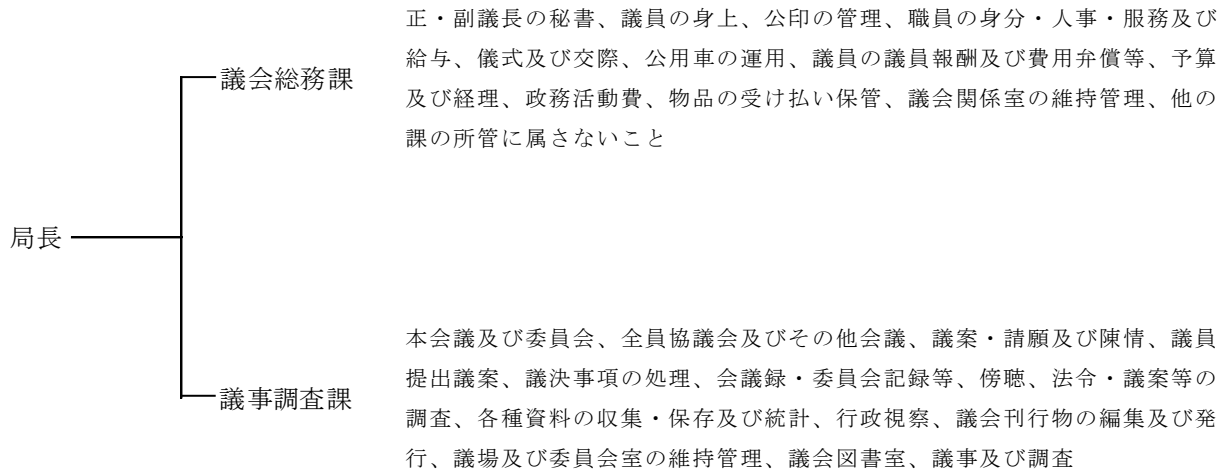 正・副議長の秘書、議員の身上、公印の管理、職員の身分・人事・服務及び
給与、儀式及び交際、公用車の運用、議員の議員報酬及び費用弁償等、予算
及び経理、政務活動費、物品の受け払い保管、議会関係室の維持管理、他の
課の所管に属さないこと
議会総務課
局長
本会議及び委員会、全員協議会及びその他会議、議案・請願及び陳情、議員
提出議案、議決事項の処理、会議録・委員会記録等、傍聴、法令・議案等の
調査、各種資料の収集・保存及び統計、行政視察、議会刊行物の編集及び発
行、議場及び委員会室の維持管理、議会図書室、議事及び調査
議事調査課